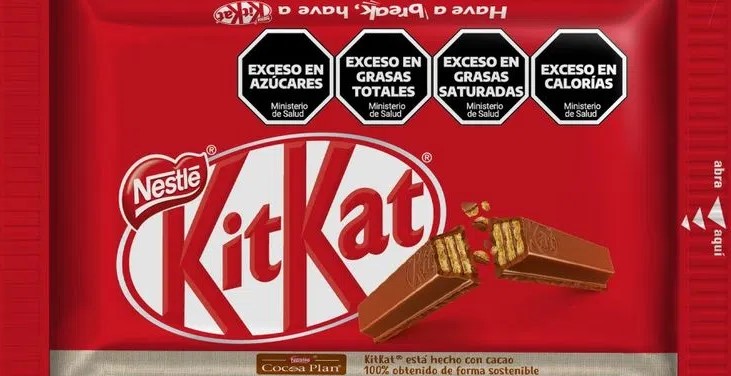 Have a break, have a KitKat
EXCESO EN
AZÚCARES
Ministerio
de Salud
EXCESO EN
GRASAS
TOTALES
Ministerio
de Salud
EXCESO EN
GRASAS
SATURADAS
Ministerio
de Salud
EXCESO EN
CALORÍAS
Ministerio
de Salud
Nestlé®
KitKat®
abra
aquí
Cocoa Plan
KitKat® está hecho con cacao
100% obtenido de forma sostenible